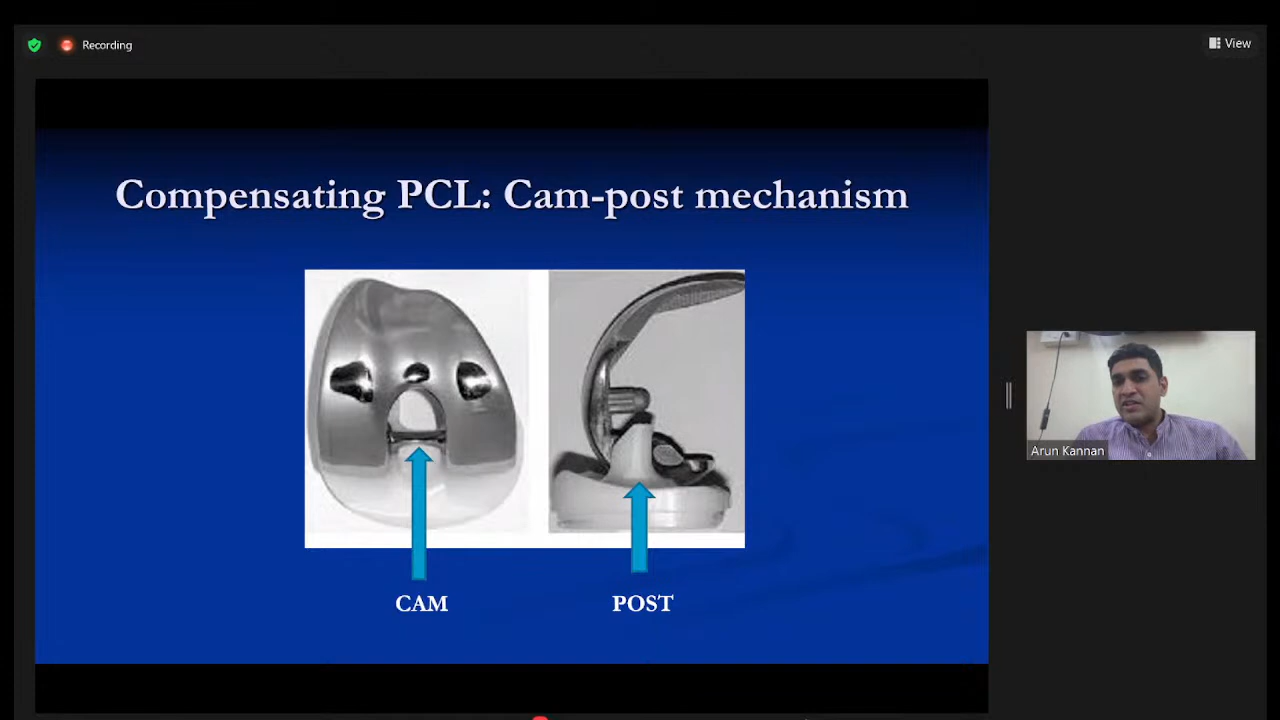 Recording
View
Compensating PCL: Cam-post mechanism
Arun Kannan
CAM
POST